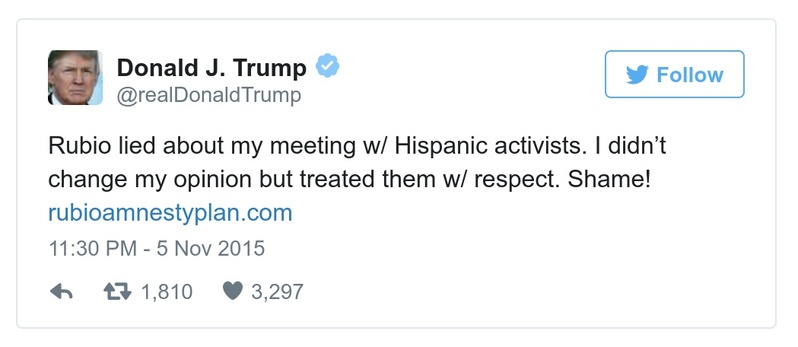 Donald J. Trump
Follow
@realDonaldTrump
Rubio lied about my meeting w/ Hispanic activists. I didn’t
change my opinion but treated them w/ respect. Shame!
rubioamnestyplan.com
11:30 PM - 5 Nov 2015
1,810 3,297